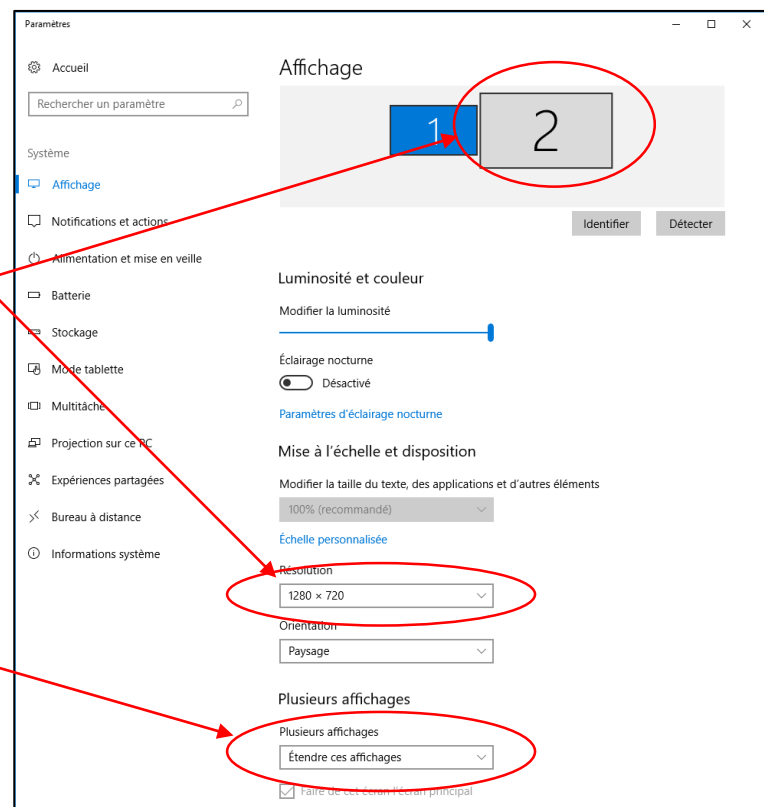 Paramètres
Accueil
Rechercher un paramètre
Système
Affichage
Notifications et actions
Alimentation et mise en veille
Batterie
Stockage
Mode tablette
Multitâche
Projection sur ce PC
Expériences partagées
Bureau à distance
Informations système
Affichage
1
2
Identifier
Détecter
Luminosité et couleur
Modifier la luminosité
Éclairage nocturne
Désactivé
Paramètres d'éclairage nocturne
Mise à l'échelle et disposition
Modifier la taille du texte, des applications et d'autres éléments
100% (recommandé)
Échelle personnalisée
Résolution
1280 × 720
Orientation
Paysage
Plusieurs affichages
Plusieurs affichages
Étendre ces affichages
Faire de cet écran l'écran principal